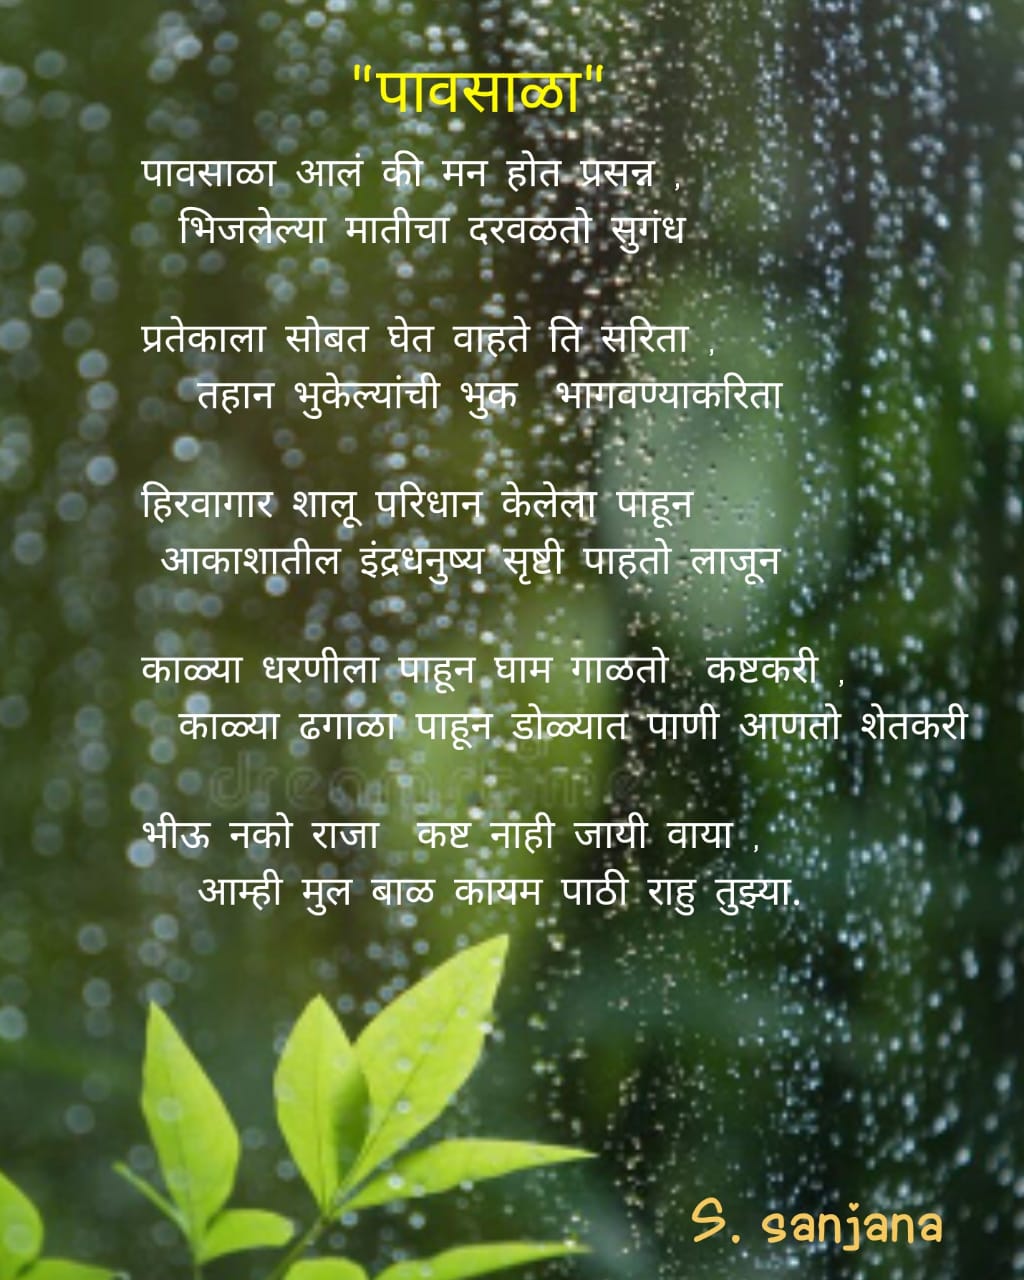 "पावसाळा"
पावसाळा आलं की मन होत प्रसन्न ,
भिजलेल्या मातीचा दरवळतो सुगंध
प्रतेकाला सोबत घेत वाहते ति सरिता ,
तहान भुकेल्यांची भुक भागवण्याकरिता
हिरवागार शालू परिधान केलेला पाहून
आकाशातील इंद्रधनुष्य सृष्टी पाहतो लाजून
काळ्या धरणीला पाहून घाम गाळतो कष्टकरी ,
काळ्या ढगाळा पाहून डोळ्यात पाणी आणतो शेतकरी
dreamstime
भीऊ नको राजा कष्ट नाही जायी वाया ,
आम्ही मुल बाळ कायम पाठी राहु तुझ्या.
S. sanjana